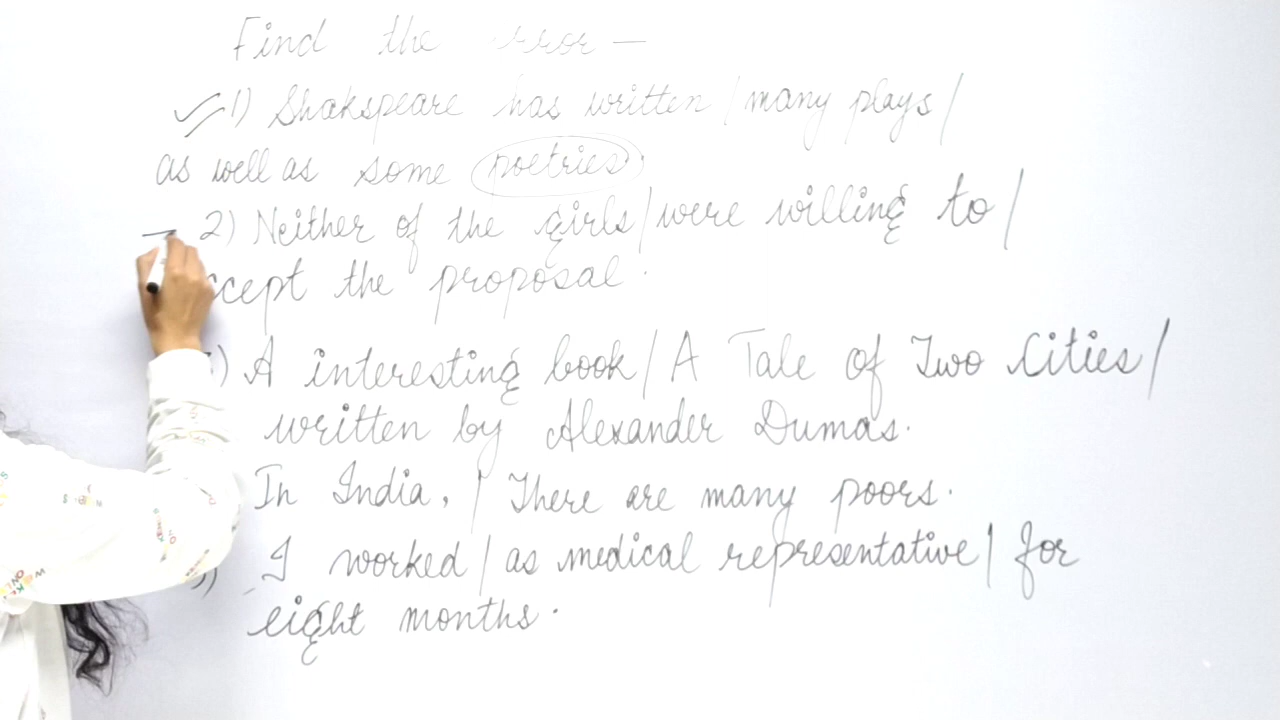 Find the error —
1) Shakspeare has written / many plays /
as well as some poetries.
2) Neither of the girls / were willing to /
ccept the proposal.
) A interesting book / A Tale of Two Cities /
written by Alexander Dumas.
In India, / There are many poors.
) I worked / as medical representative / for
eight months.